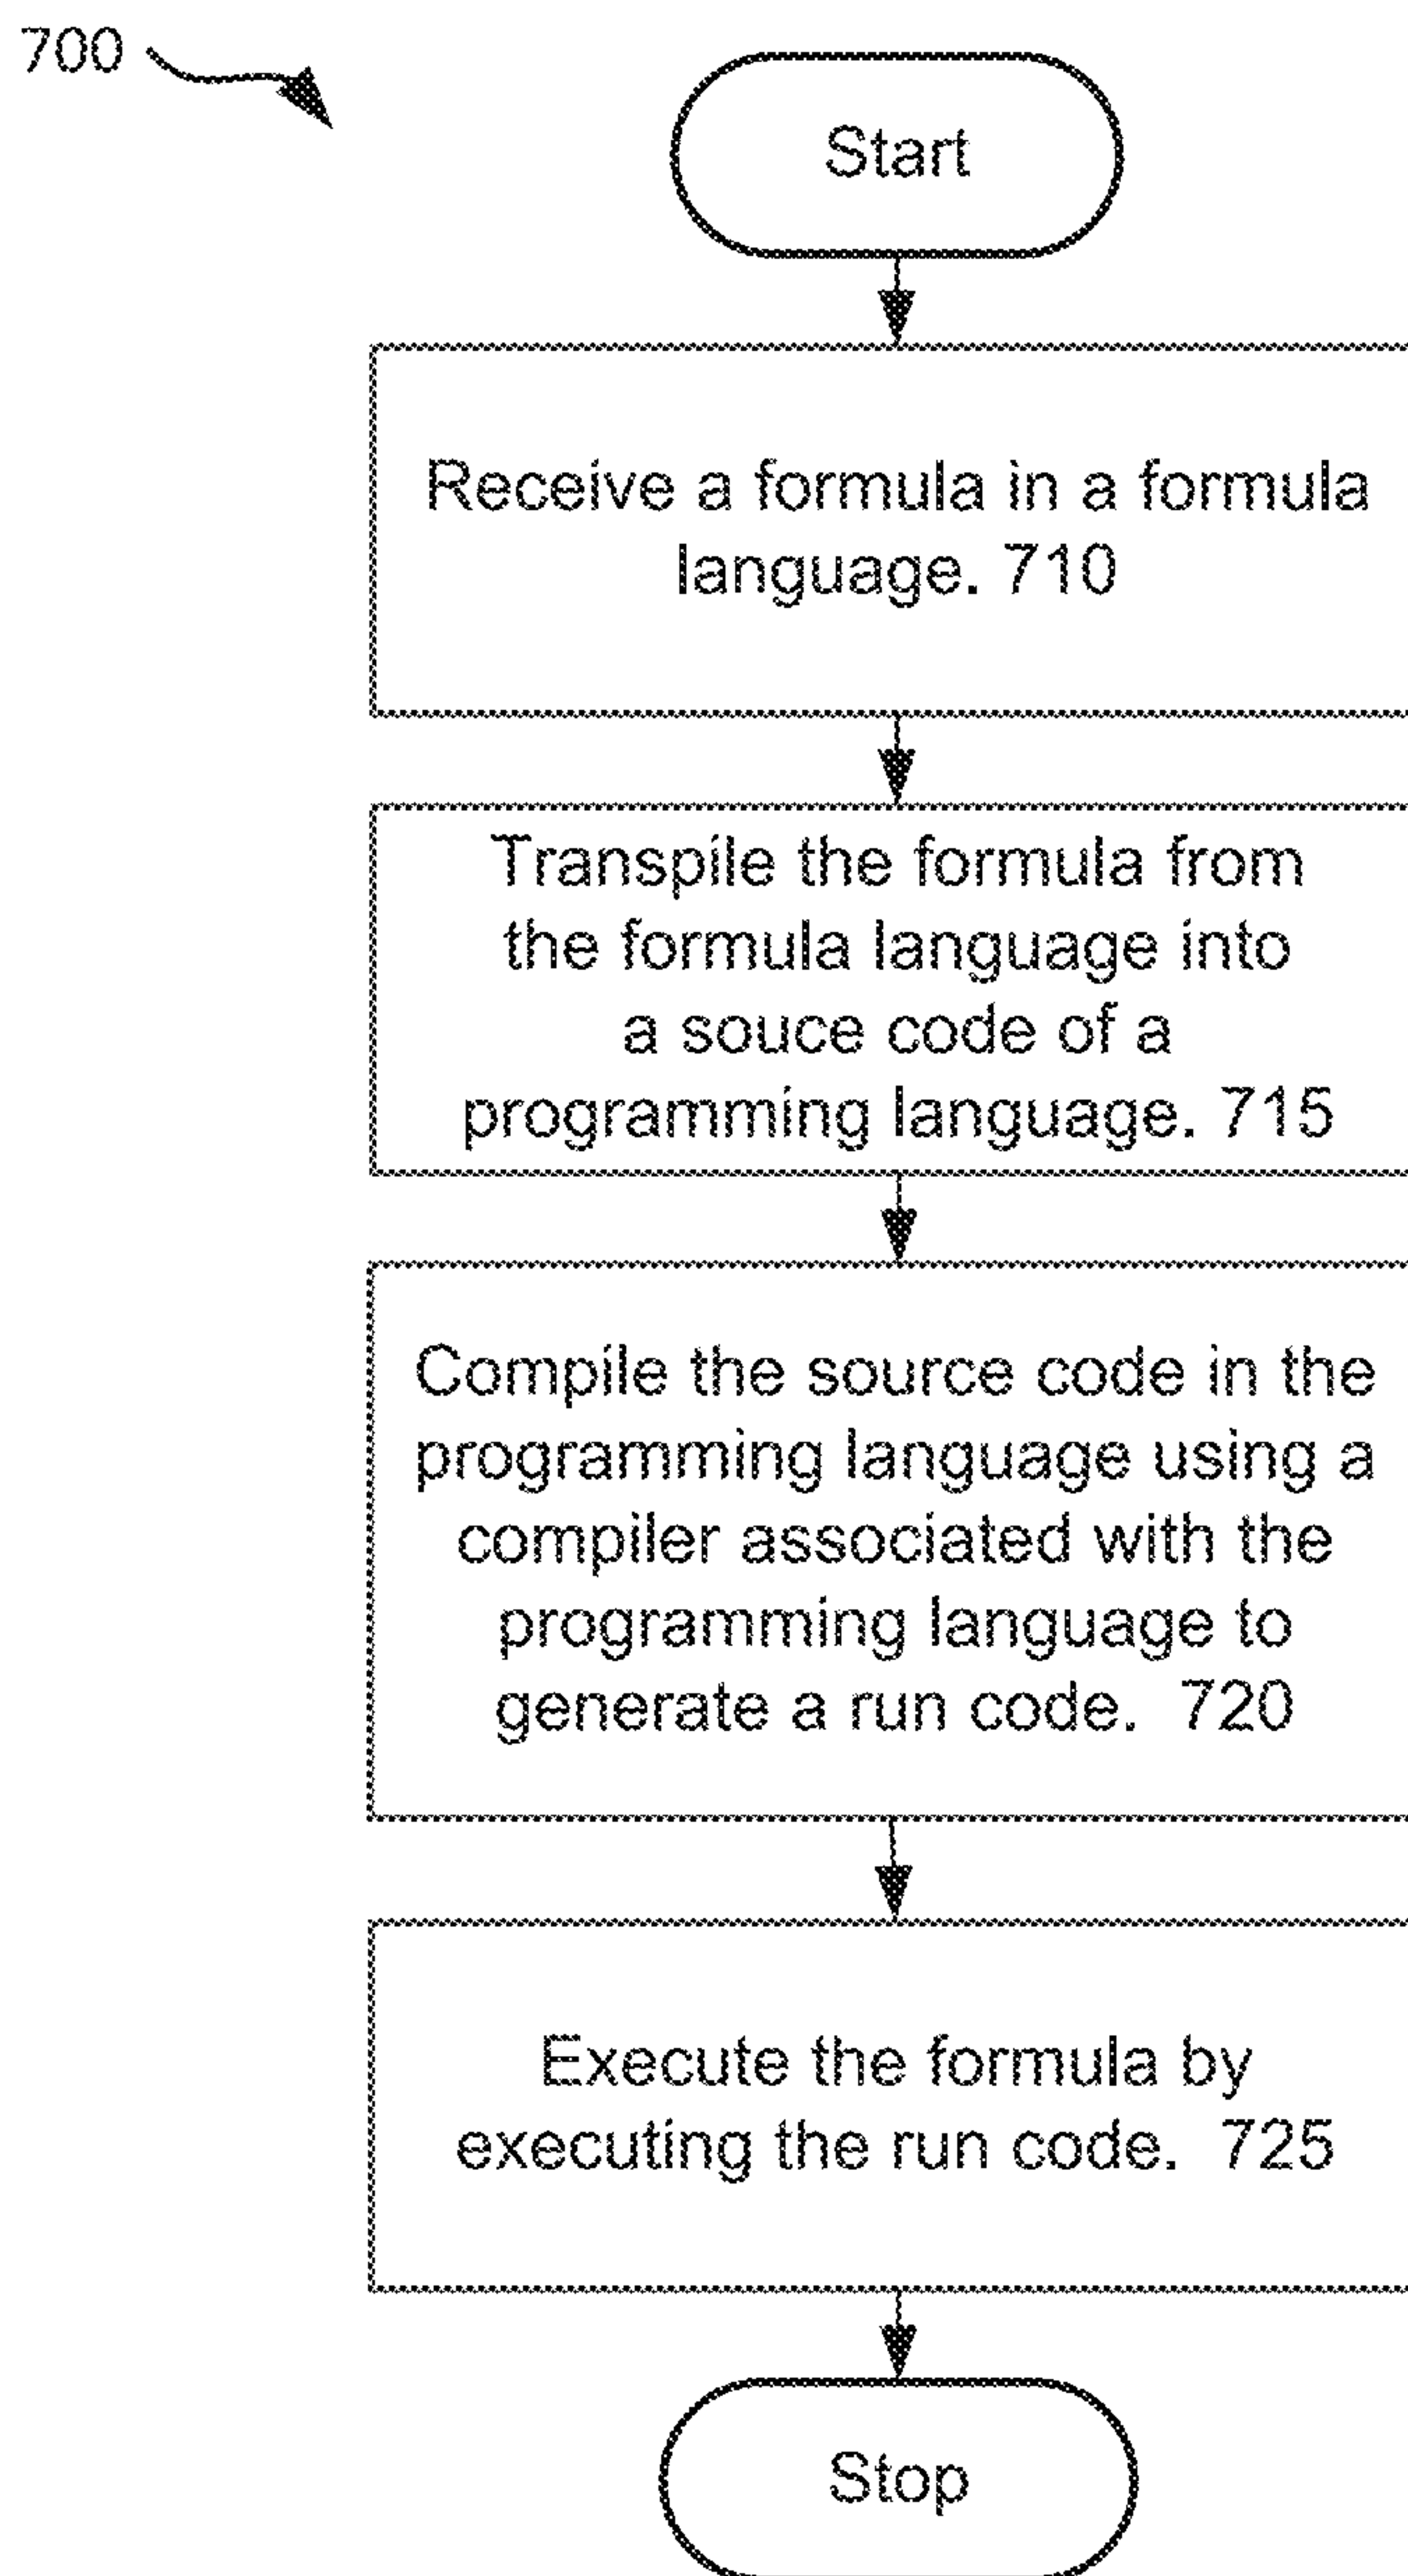 700
Start
Receive a formula in a formula
language. 710
Transpile the formula from
the formula language into
a souce code of a
programming language. 715
Compile the source code in the
programming language using a
compiler associated with the
programming language to
generate a run code. 720
Execute the formula by
executing the run code. 725
Stop